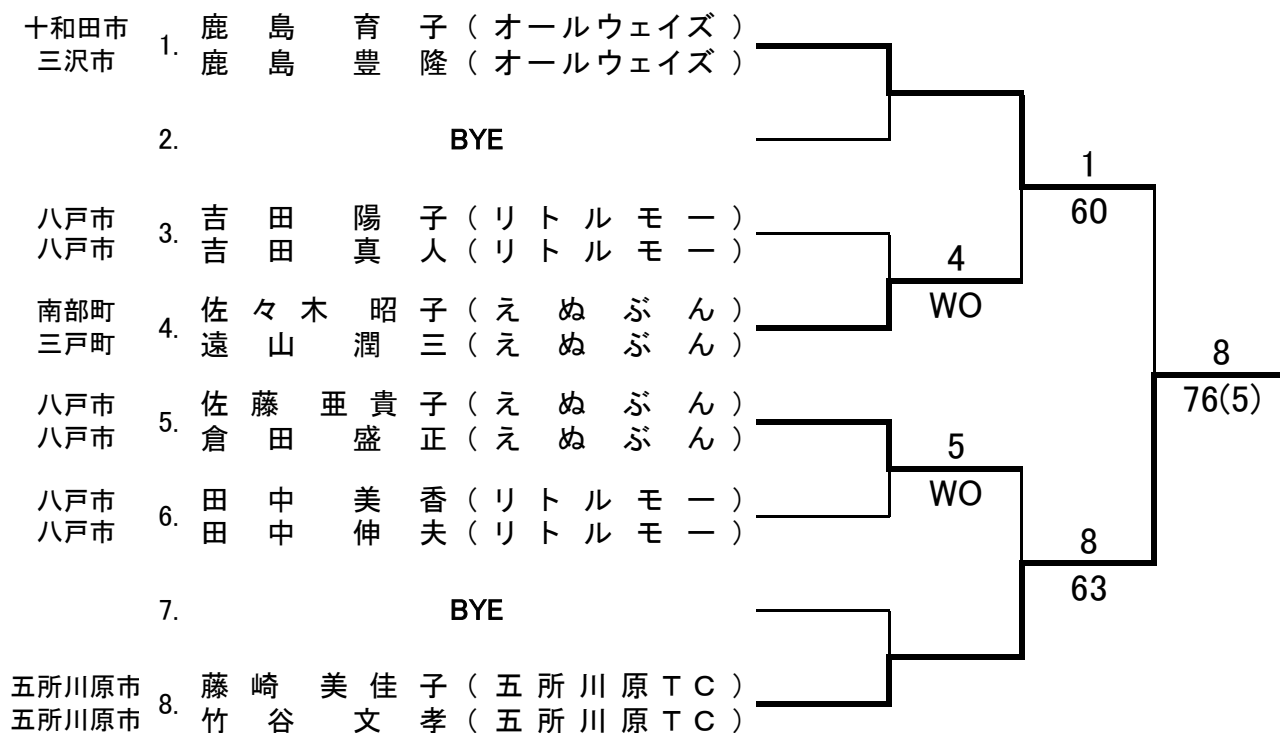 十和田市 1. 鹿島育子(オールウェイズ)
三沢市 鹿島豊隆(オールウェイズ)
2. BYE
八戸市 3. 吉田陽子(リトルモー)
八戸市 吉田真人(リトルモー)
南部町 4. 佐々木昭子(えぬぶん)
三戸町 遠山潤三(えぬぶん)
八戸市 5. 佐藤亜貴子(えぬぶん)
八戸市 倉田盛正(えぬぶん)
八戸市 6. 田中美香(リトルモー)
八戸市 田中伸夫(リトルモー)
7. BYE
五所川原市 8. 藤崎美佳子(五所川原TC)
五所川原市 竹谷文孝(五所川原TC)
4
WO
5
WO
1
60
8
63
8
76(5)